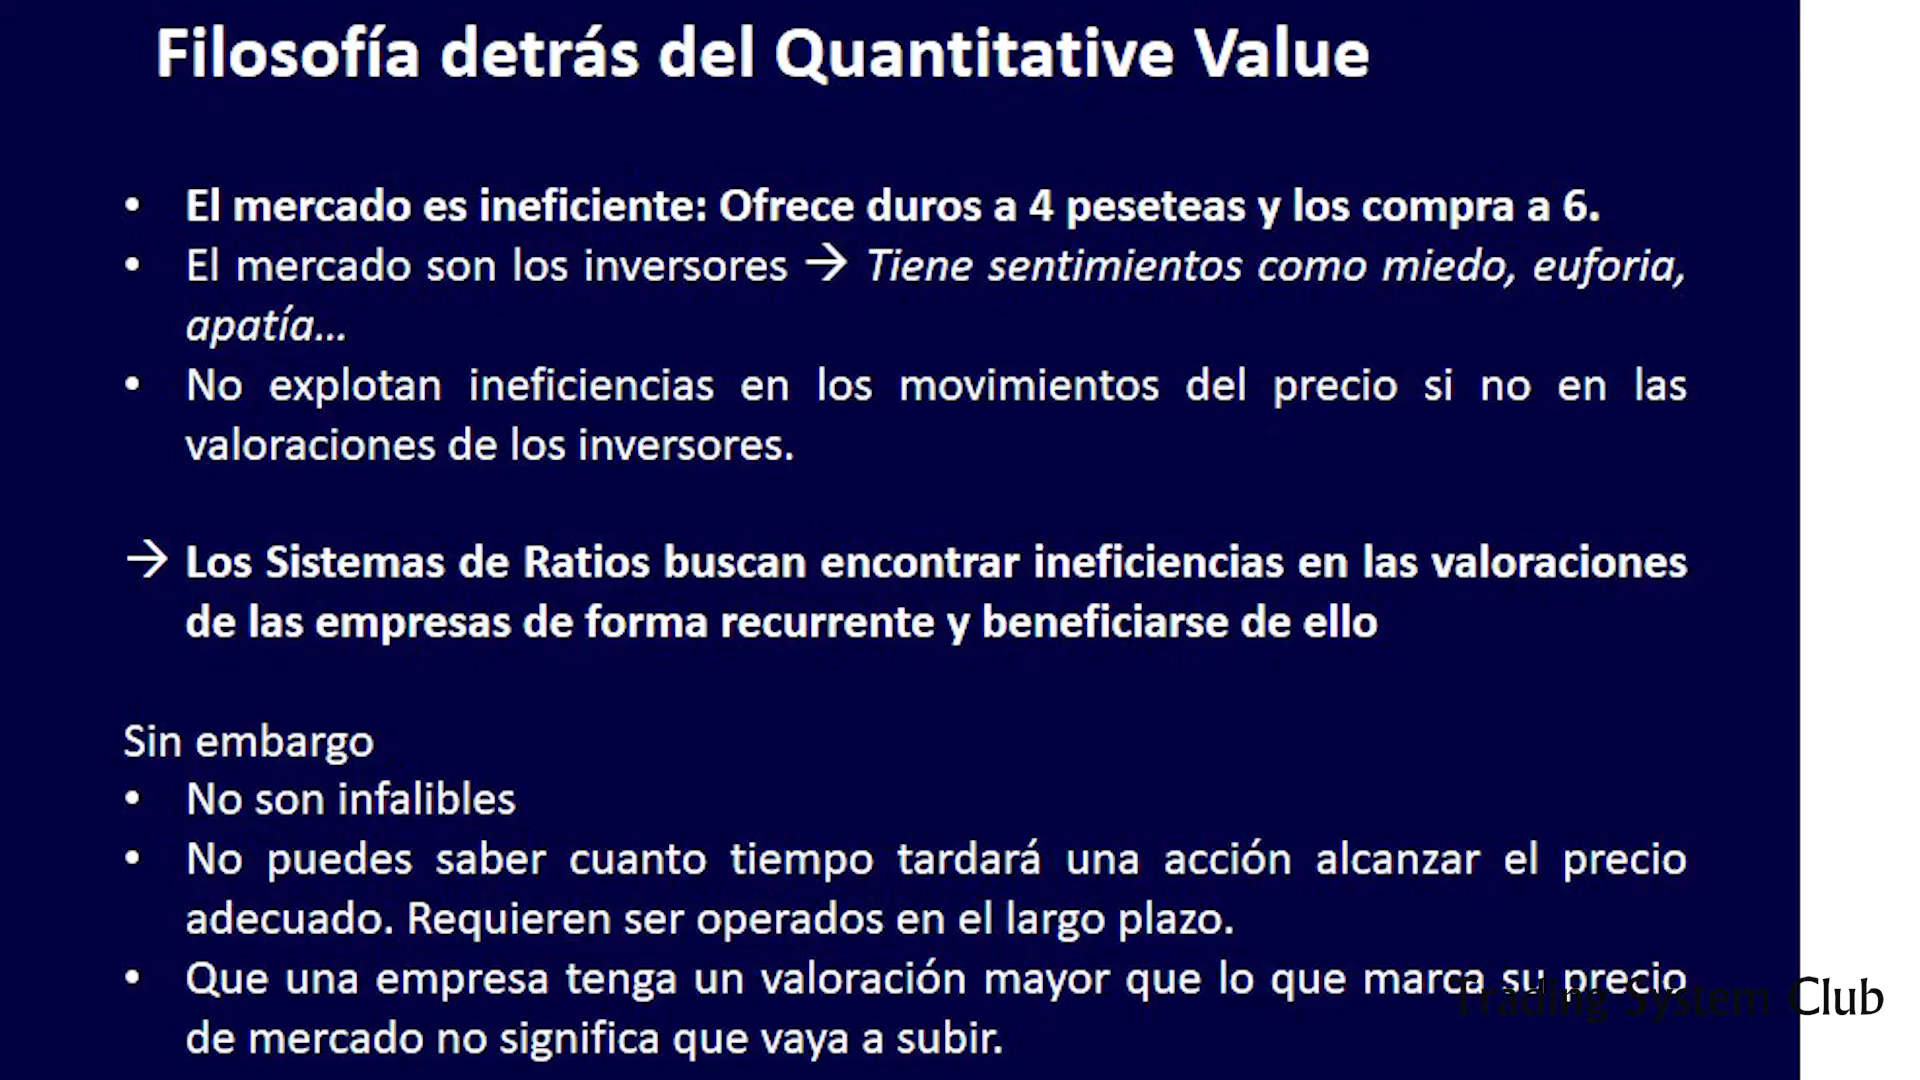 Filosofía detrás del Quantitative Value
• El mercado es ineficiente: Ofrece duros a 4 peseteas y los compra a 6.
• El mercado son los inversores → Tiene sentimientos como miedo, euforia,
apatía...
• No explotan ineficiencias en los movimientos del precio si no en las
valoraciones de los inversores.
→ Los Sistemas de Ratios buscan encontrar ineficiencias en las valoraciones
de las empresas de forma recurrente y beneficiarse de ello
Sin embargo
• No son infalibles
• No puedes saber cuanto tiempo tardará una acción alcanzar el precio
adecuado. Requieren ser operados en el largo plazo.
• Que una empresa tenga un valoración mayor que lo que marca su precio
de mercado no significa que vaya a subir.
Trading System Club